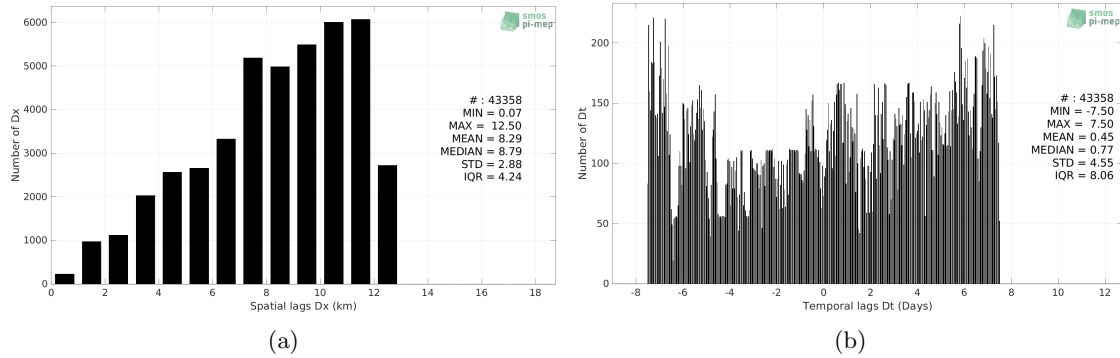 6000
5000
4000
3000
2000
1000
0
Number of Dx
0 2 4 6 8 10 12 14 16 18
Spatial lags Dx (km)
smos
pi-mep
# : 43358
MIN = 0.07
MAX = 12.50
MEAN = 8.29
MEDIAN = 8.79
STD = 2.88
IQR = 4.24
(a)
200
150
100
50
0
Number of Dt
-8 -6 -4 -2 0 2 4 6 8 10 12
Temporal lags Dt (Days)
smos
pi-mep
# : 43358
MIN = -7.50
MAX = 7.50
MEAN = 0.45
MEDIAN = 0.77
STD = 4.55
IQR = 8.06
(b)